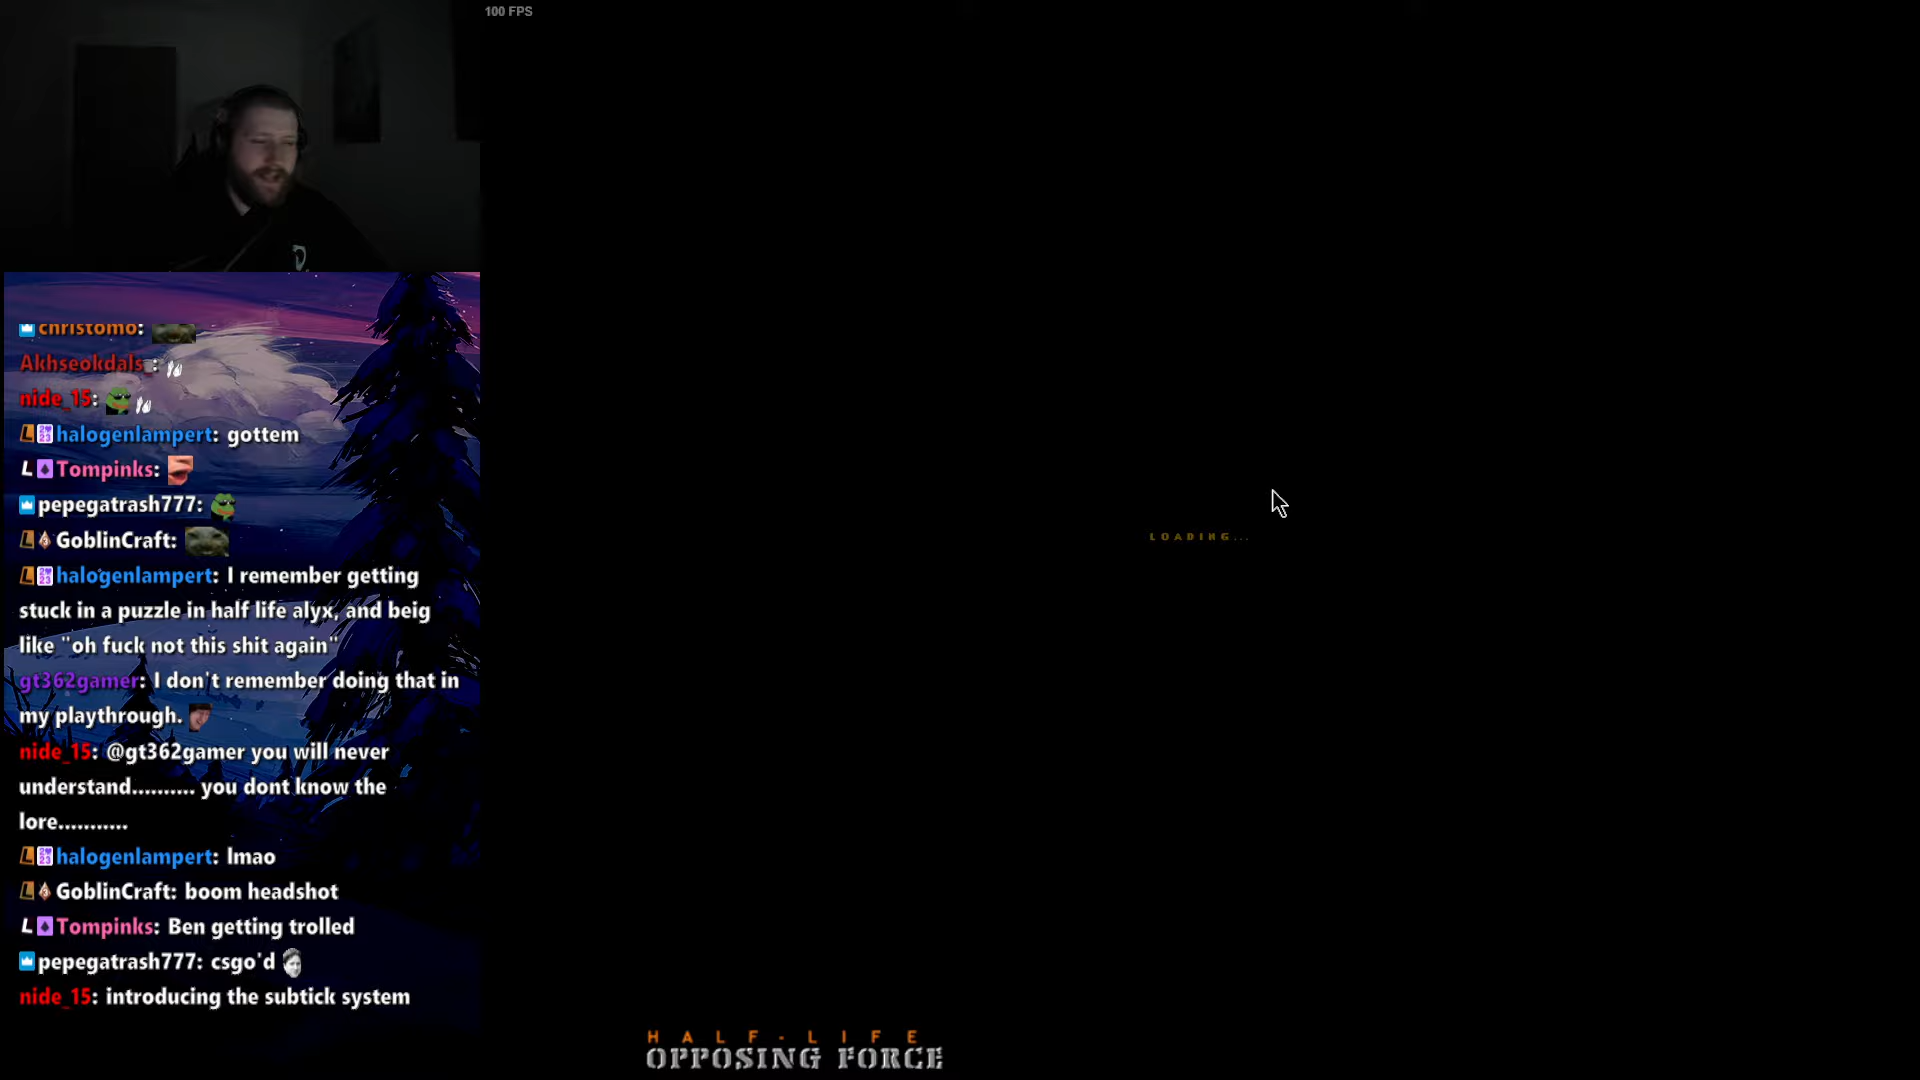 100 FPS
christomo:
Akhseokdals_:
nide_15:
halogenlampert: gottem
L Tompinks:
pepegatrash777:
GoblinCraft:
halogenlampert: I remember getting
stuck in a puzzle in half life alyx, and beig
like "oh fuck not this shit again"
gt362gamer: I don't remember doing that in
my playthrough.
nide_15: @gt362gamer you will never
understand.......... you dont know the
lore...........
halogenlampert: lmao
GoblinCraft: boom headshot
L Tompinks: Ben getting trolled
pepegatrash777: csgo'd
nide_15: introducing the subtick system
LOADING...
HALF-LIFE
OPPOSING FORCE